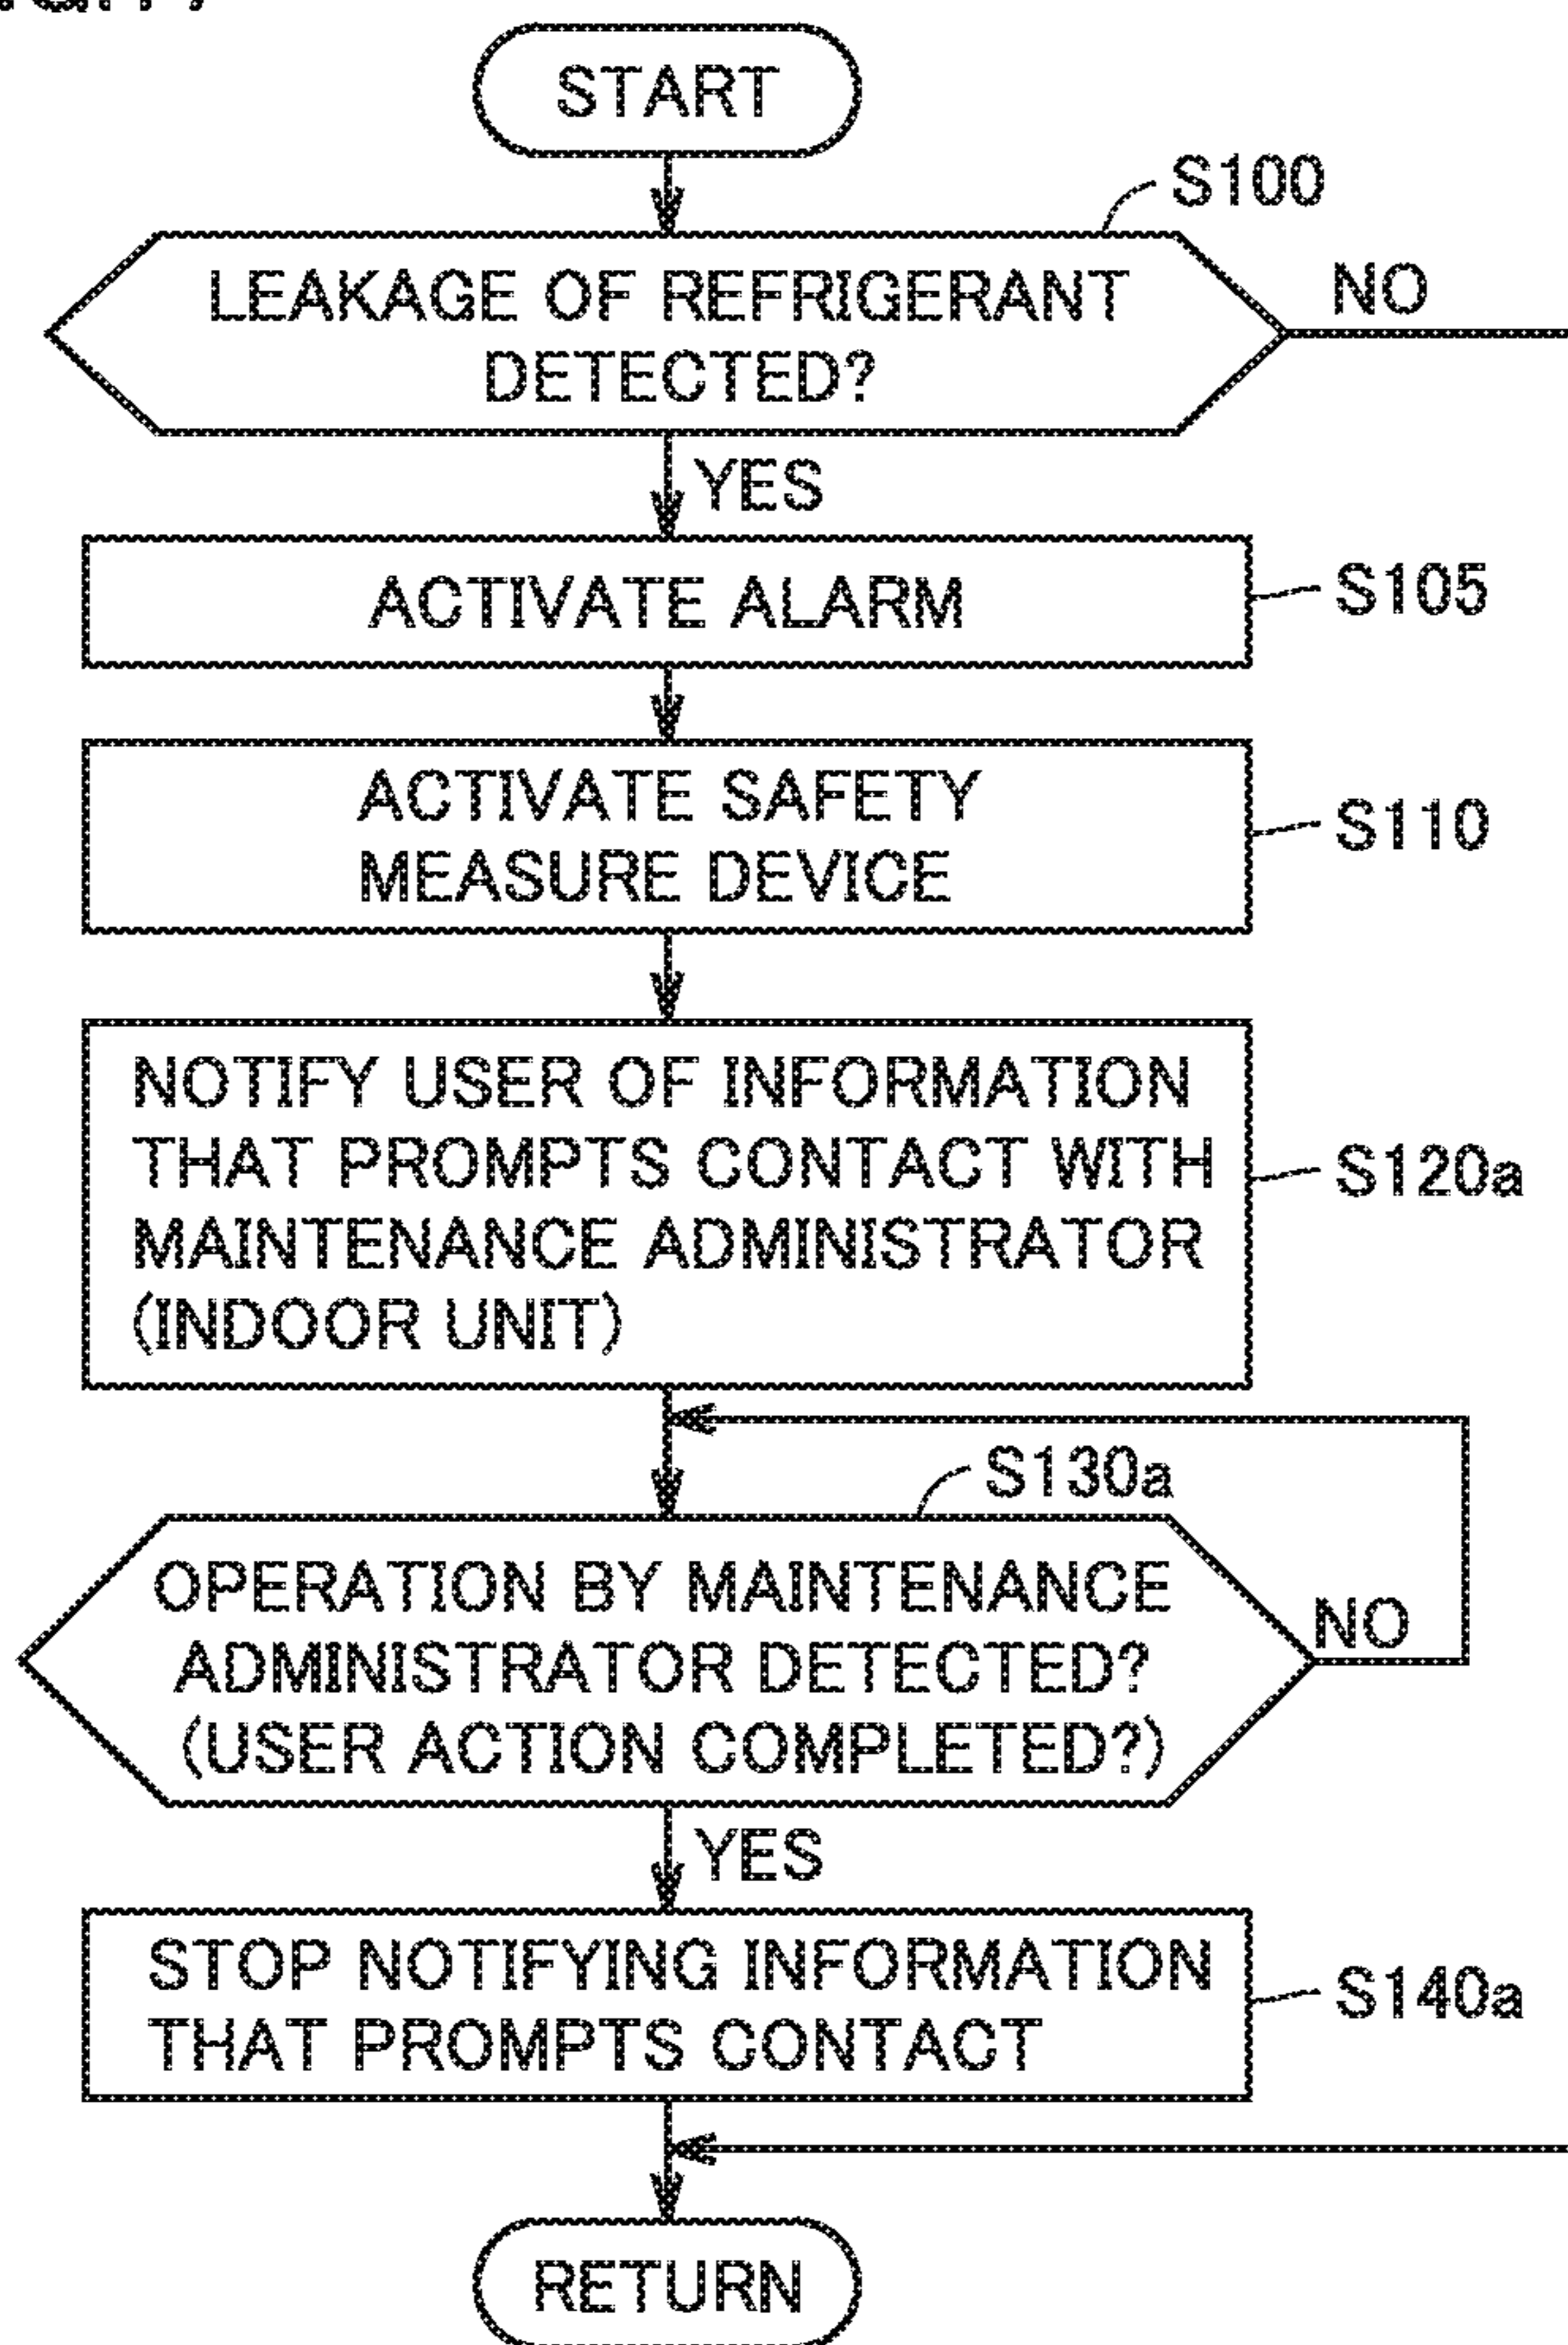 START
S100
LEAKAGE OF REFRIGERANT
DETECTED?
NO
YES
ACTIVATE ALARM
S105
ACTIVATE SAFETY
MEASURE DEVICE
S110
NOTIFY USER OF INFORMATION
THAT PROMPTS CONTACT WITH
MAINTENANCE ADMINISTRATOR
(INDOOR UNIT)
S120a
S130a
OPERATION BY MAINTENANCE
ADMINISTRATOR DETECTED?
(USER ACTION COMPLETED?)
NO
YES
STOP NOTIFYING INFORMATION
THAT PROMPTS CONTACT
S140a
RETURN